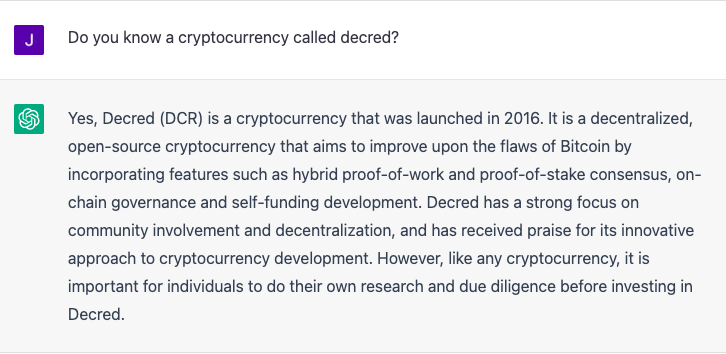 J
Do you know a cryptocurrency called decred?
Yes, Decred (DCR) is a cryptocurrency that was launched in 2016. It is a decentralized,
open-source cryptocurrency that aims to improve upon the flaws of Bitcoin by
incorporating features such as hybrid proof-of-work and proof-of-stake consensus, on-
chain governance and self-funding development. Decred has a strong focus on
community involvement and decentralization, and has received praise for its innovative
approach to cryptocurrency development. However, like any cryptocurrency, it is
important for individuals to do their own research and due diligence before investing in
Decred.